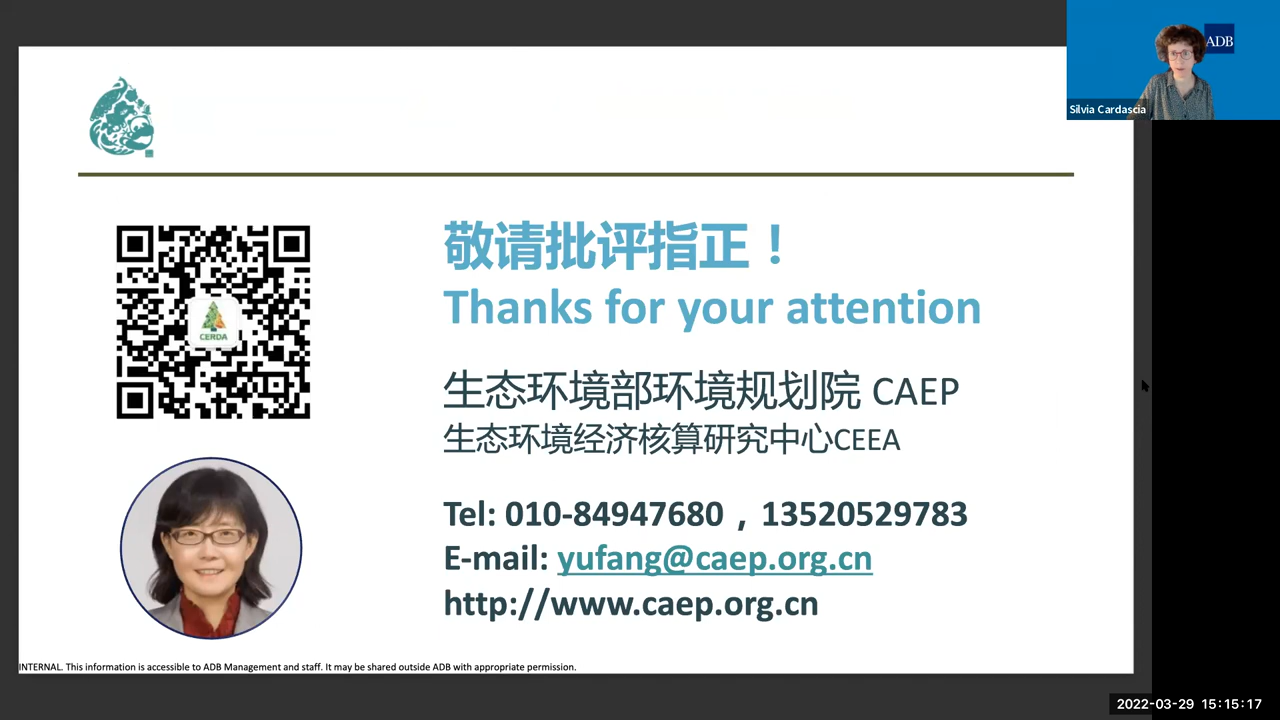 ADB
Silvia Cardascia
敬请批评指正！
Thanks for your attention
CERDA
生态环境部环境规划院 CAEP
生态环境经济核算研究中心CEEA
Tel: 010-84947680，13520529783
E-mail: yufang@caep.org.cn
http://www.caep.org.cn
INTERNAL. This information is accessible to ADB Management and staff. It may be shared outside ADB with appropriate permission.
2022-03-29 15:15:17